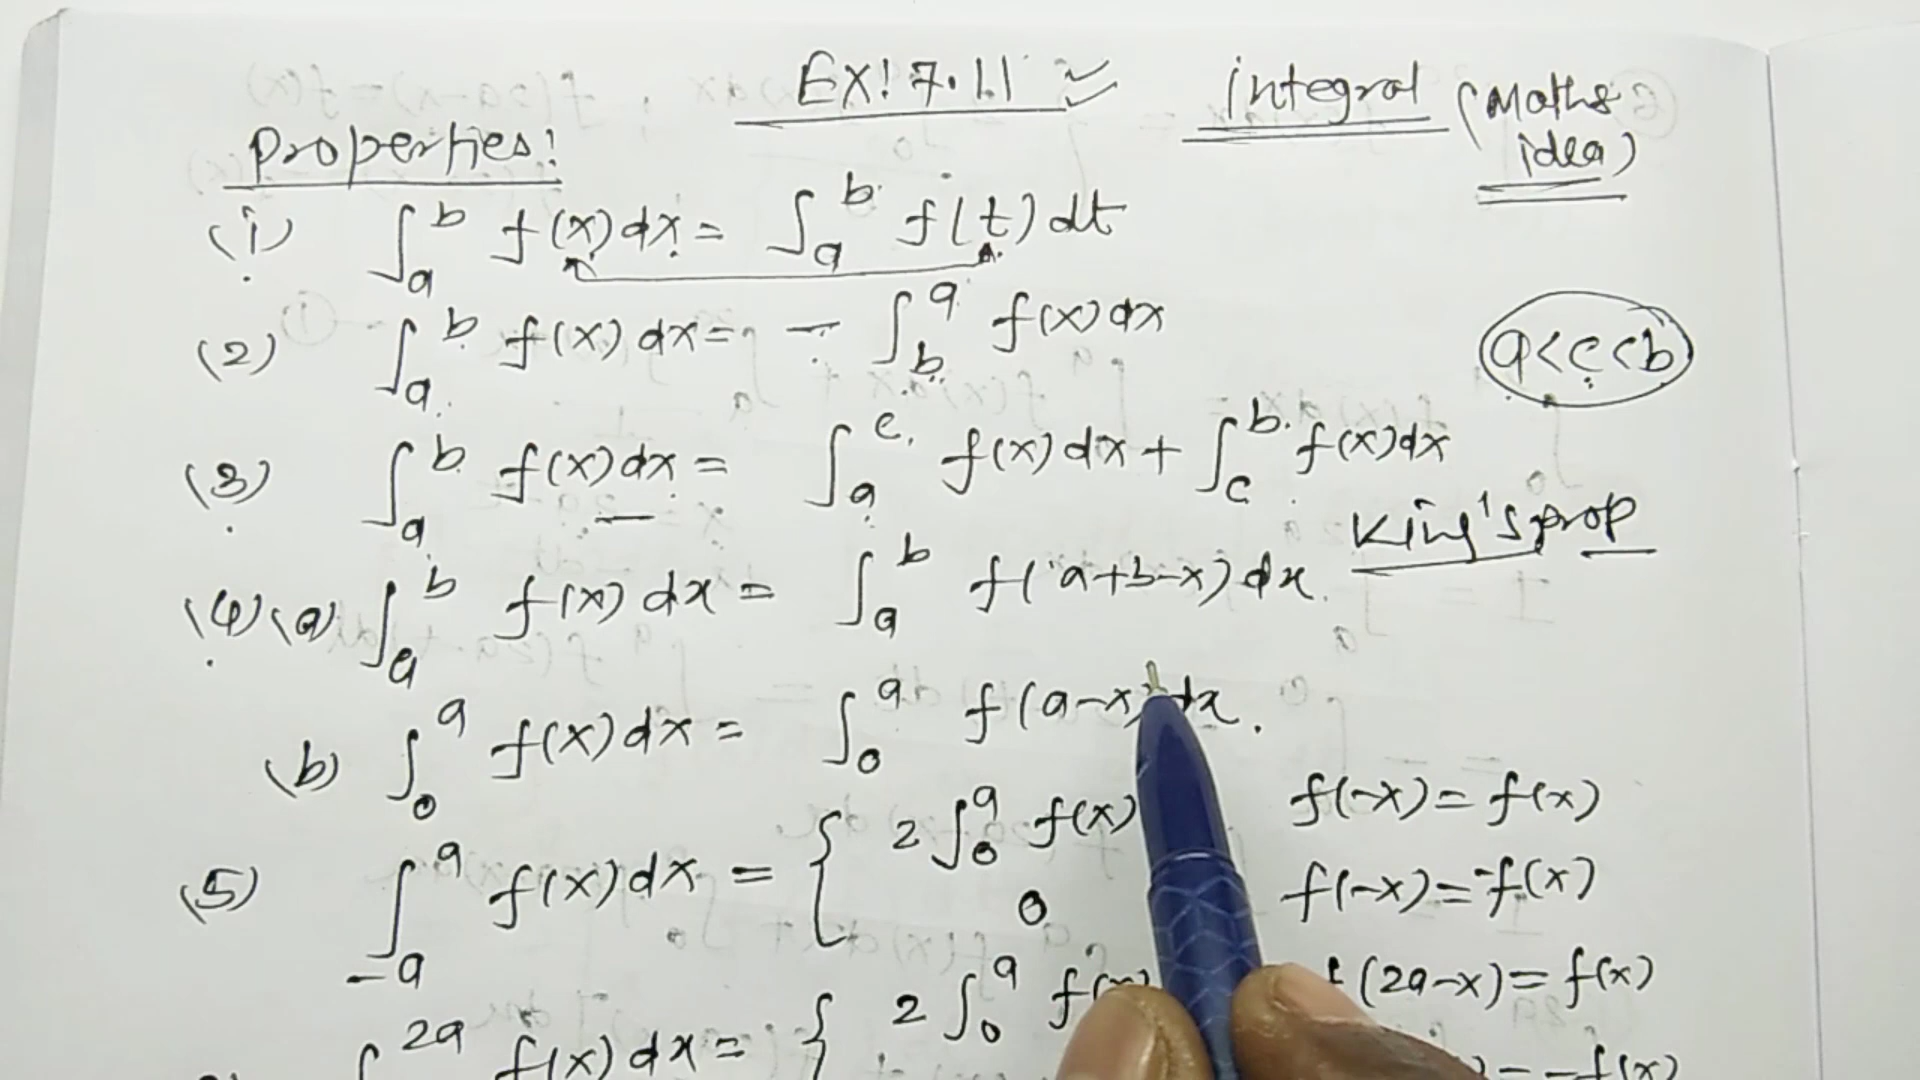 EX! 7.11 integral (Maths idea)
Properties!
(1) ∫_a^b f(x)dx = ∫_a^b f(t)dt
(2) ∫_a^b f(x)dx = - ∫_b^a f(x)dx
a<c<b
(3) ∫_a^b f(x)dx = ∫_a^c f(x)dx + ∫_c^b f(x)dx
King's prop
(4) (a) ∫_a^b f(x)dx = ∫_a^b f(a+b-x)dx.
(b) ∫_0^a f(x)dx = ∫_0^a f(a-x)dx.
(5) ∫_{-a}^a f(x)dx = { 2∫_0^a f(x) f(-x)=f(x)
0 f(-x)=-f(x)
∫ 2a f(x)dx = { 2∫_0^a f(x) f(2a-x)=f(x)
=-f(x)